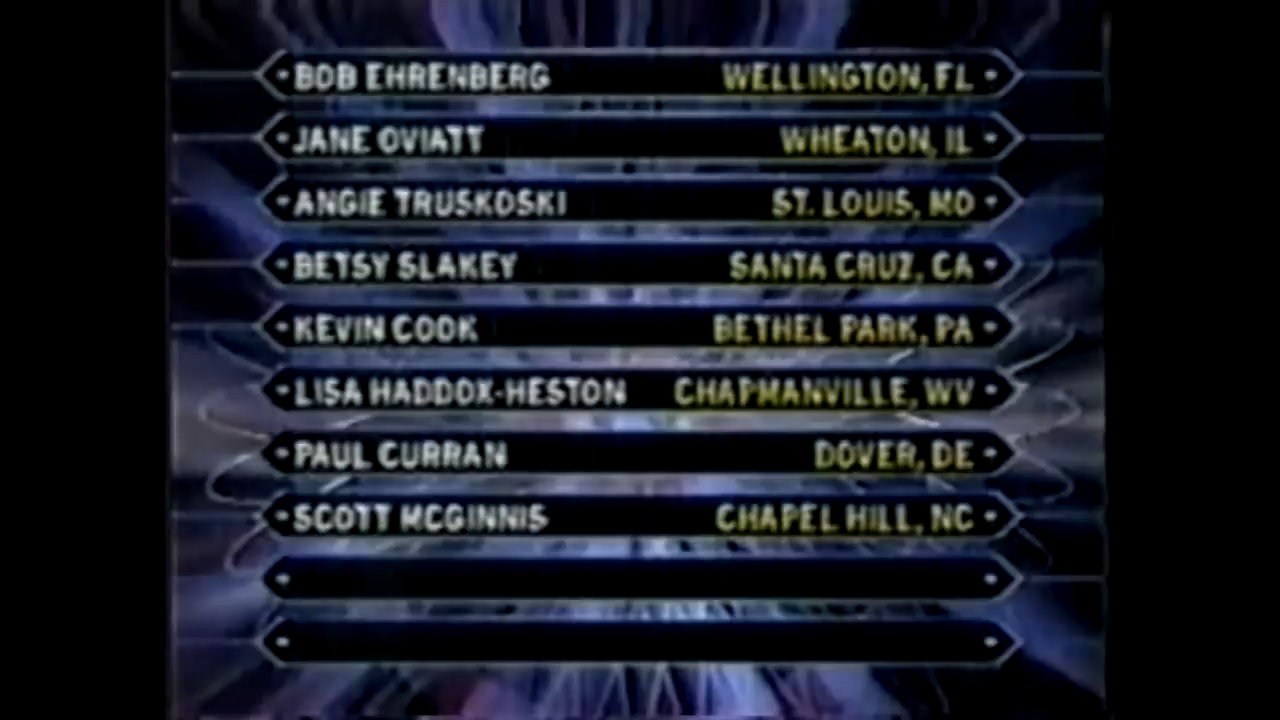 BOB EHRENBERG WELLINGTON, FL
JANE OVIATT WHEATON, IL
ANGIE TRUSKOSKI ST. LOUIS, MO
BETSY SLAKEY SANTA CRUZ, CA
KEVIN COOK BETHEL PARK, PA
LISA HADDOX-HESTON CHAPMANVILLE, WV
PAUL CURRAN DOVER, DE
SCOTT MCGINNIS CHAPEL HILL, NC